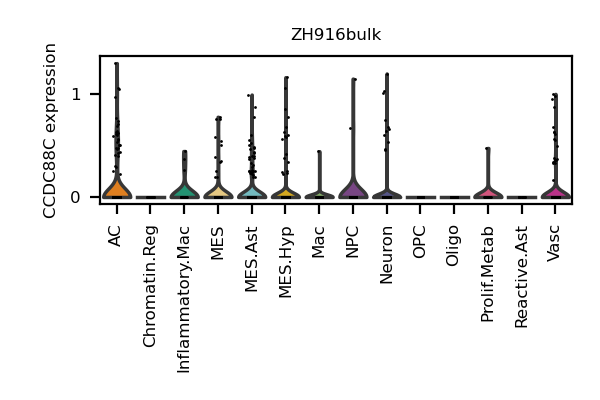 ZH916bulk
CCDC88C expression
1
0
AC
Chromatin.Reg
Inflammatory.Mac
MES
MES.Ast
MES.Hyp
Mac
NPC
Neuron
OPC
Oligo
Prolif.Metab
Reactive.Ast
Vasc